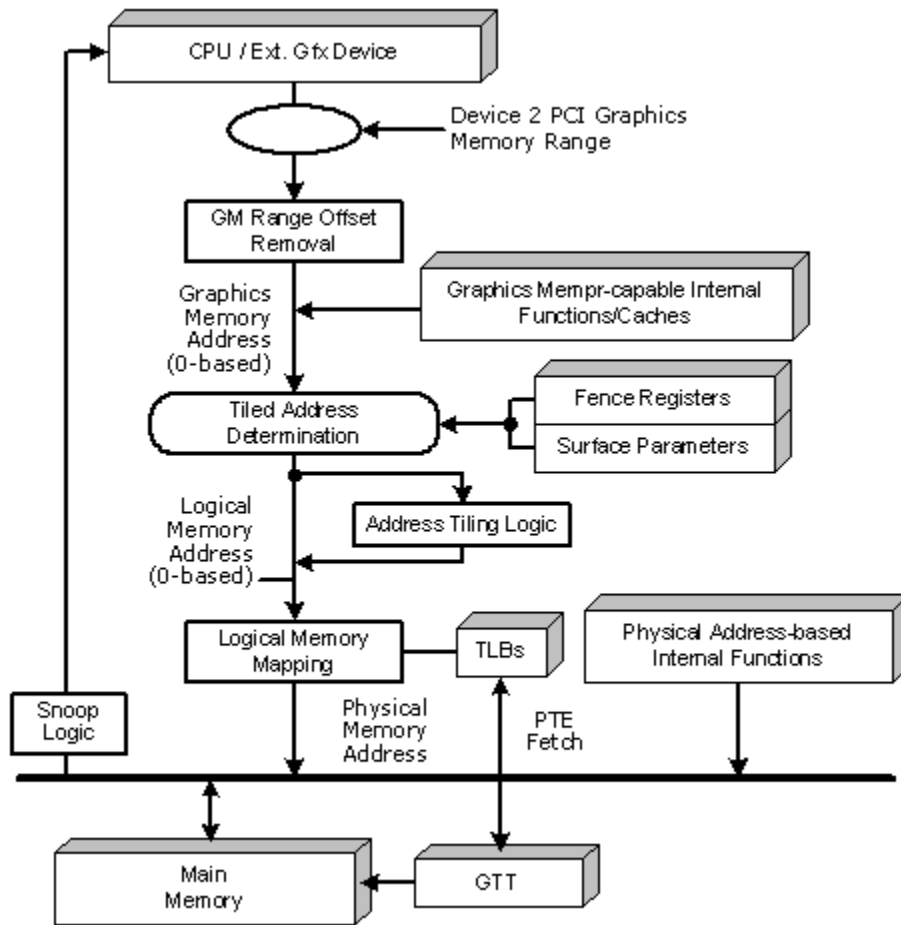 CPU / Ext. Gfx Device
Device 2 PCI Graphics
Memory Range
GM Range Offset
Removal
Graphics
Memory
Address
(0-based)
Graphics Mempr-capable Internal
Functions/Caches
Tiled Address
Determination
Fence Registers
Surface Parameters
Logical
Memory
Address
(0-based)
Address Tiling Logic
Logical Memory
Mapping
TLBs
Physical Address-based
Internal Functions
Snoop
Logic
Physical
Memory
Address
PTE
Fetch
Main
Memory
GTT